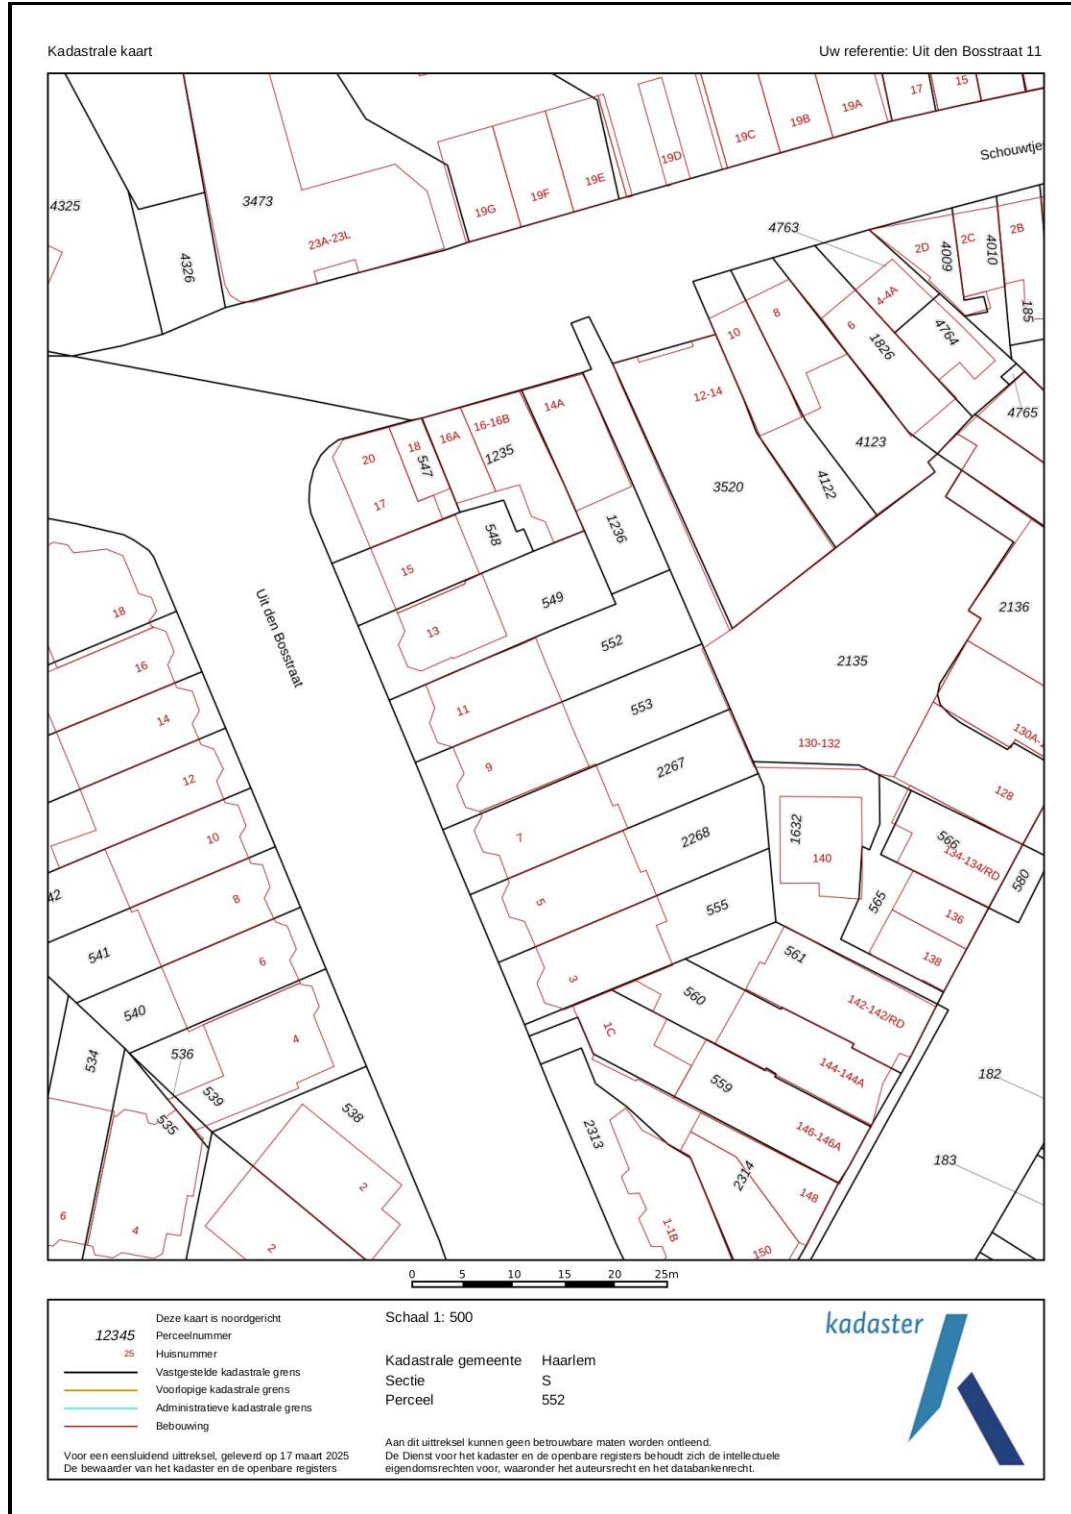 Kadastrale kaart
Uw referentie: Uit den Bosstraat 11
17
15
19A
19B
19C
19D
19E
19F
19G
Schouwtje
4325
3473
23A-23L
4326
4763
2D
4009
2C
4010
2B
185
4-4A
4764
6
1826
8
10
4765
12-14
4123
4122
3520
14A
16-16B
1235
16A
18
547
20
17
548
1236
15
549
13
2136
Uit den Bosstraat
18
16
14
12
10
8
6
4
552
11
553
9
2267
7
2268
5
555
3
2135
130-132
130A-1
128
1632
140
566
134-134/RD
580
565
136
138
42
541
540
536
539
534
535
538
561
560
142-142/RD
1C
559
144-144A
146-146A
182
183
2313
2314
148
150
1-1B
6
4
2
2
0 5 10 15 20 25m
Deze kaart is noordgericht
12345 Perceelnummer
25 Huisnummer
Vastgestelde kadastrale grens
Voorlopige kadastrale grens
Administratieve kadastrale grens
Bebouwing
Voor een eensluidend uittreksel, geleverd op 17 maart 2025
De bewaarder van het kadaster en de openbare registers
Schaal 1: 500
Kadastrale gemeente Haarlem
Sectie S
Perceel 552
Aan dit uittreksel kunnen geen betrouwbare maten worden ontleend.
De Dienst voor het kadaster en de openbare registers behoudt zich de intellectuele
eigendomsrechten voor, waaronder het auteursrecht en het databankenrecht.
kadaster